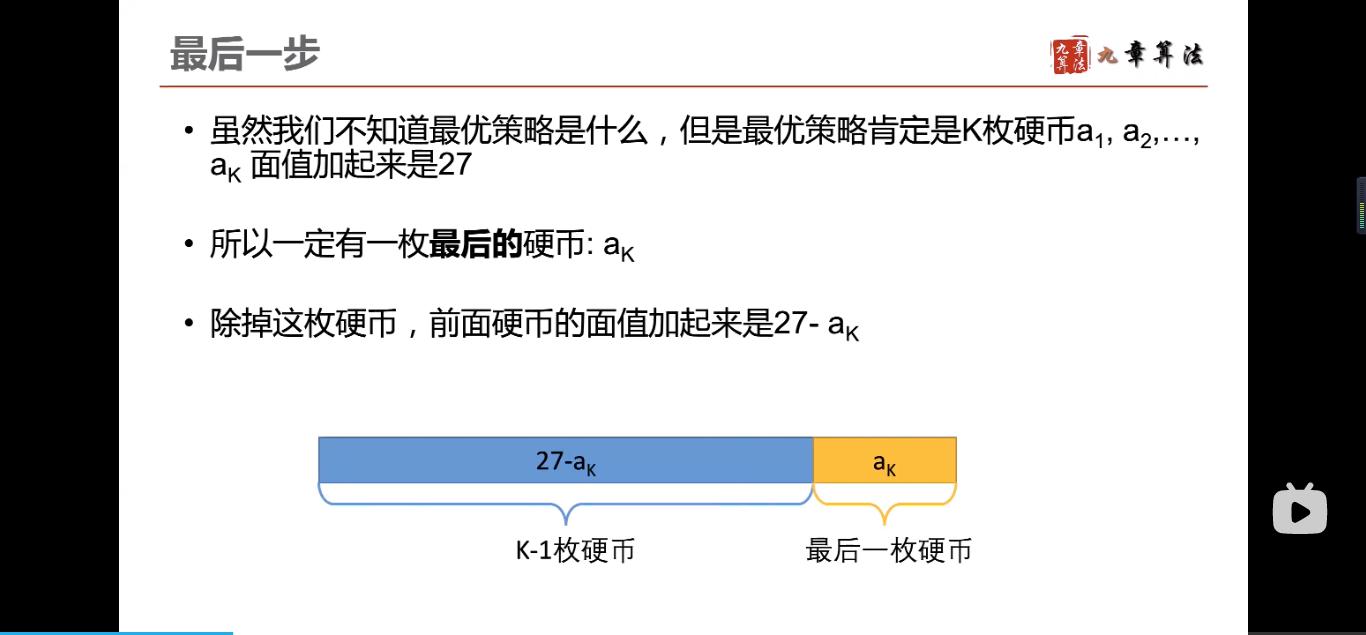 最后一步
九章算法
九章算法
• 虽然我们不知道最优策略是什么，但是最优策略肯定是K枚硬币a₁, a₂,…,
aK 面值加起来是27
• 所以一定有一枚最后的硬币: aK
• 除掉这枚硬币，前面硬币的面值加起来是27- aK
27-aK
aK
K-1枚硬币
最后一枚硬币